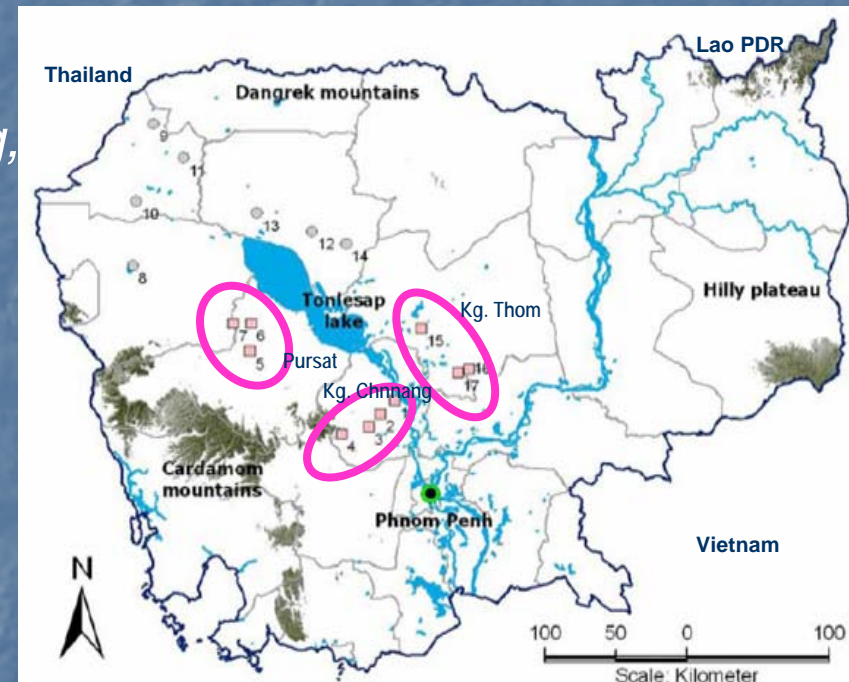 Lao PDR
Thailand
Dangrek mountains
g,
9
11
10
13
12
14
8
Hilly plateau
Tonlesap
lake
Kg. Thom
7 6
15
5
Pursat
16
17
Kg. Chnnang
2
3
4
Cardamom
mountains
Phnom Penh
Vietnam
N
100 50 0 100
Scale: Kilometer